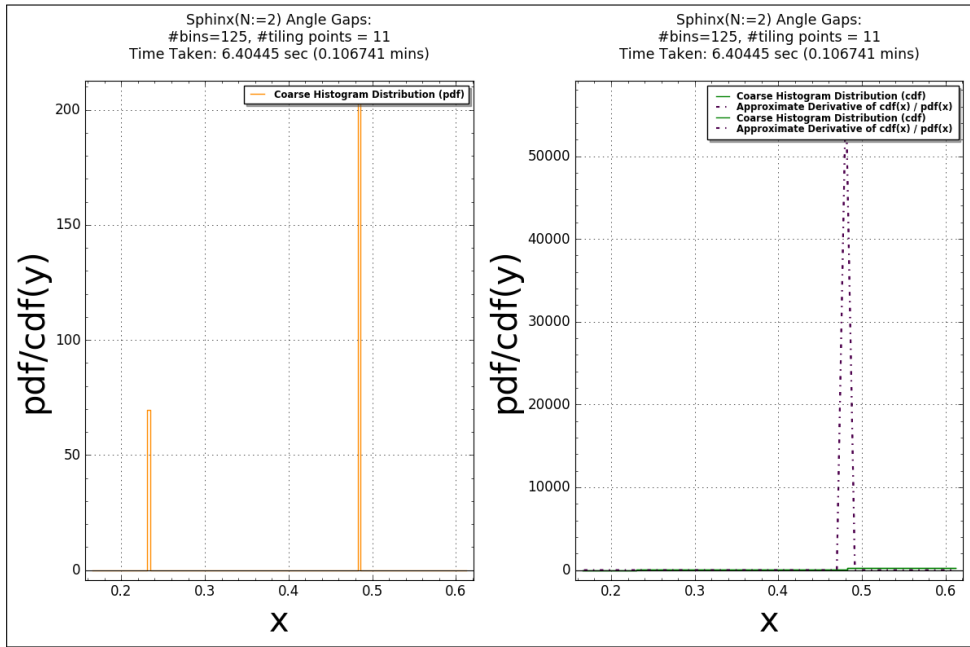 Sphinx(N:=2) Angle Gaps:
#bins=125, #tiling points = 11
Time Taken: 6.40445 sec (0.106741 mins)
Coarse Histogram Distribution (pdf)
200
150
100
50
0
0.2 0.3 0.4 0.5 0.6
x
pdf/cdf(y)
Sphinx(N:=2) Angle Gaps:
#bins=125, #tiling points = 11
Time Taken: 6.40445 sec (0.106741 mins)
Coarse Histogram Distribution (cdf)
Approximate Derivative of cdf(x) / pdf(x)
Coarse Histogram Distribution (cdf)
Approximate Derivative of cdf(x) / pdf(x)
50000
40000
30000
20000
10000
0
0.2 0.3 0.4 0.5 0.6
x
pdf/cdf(y)